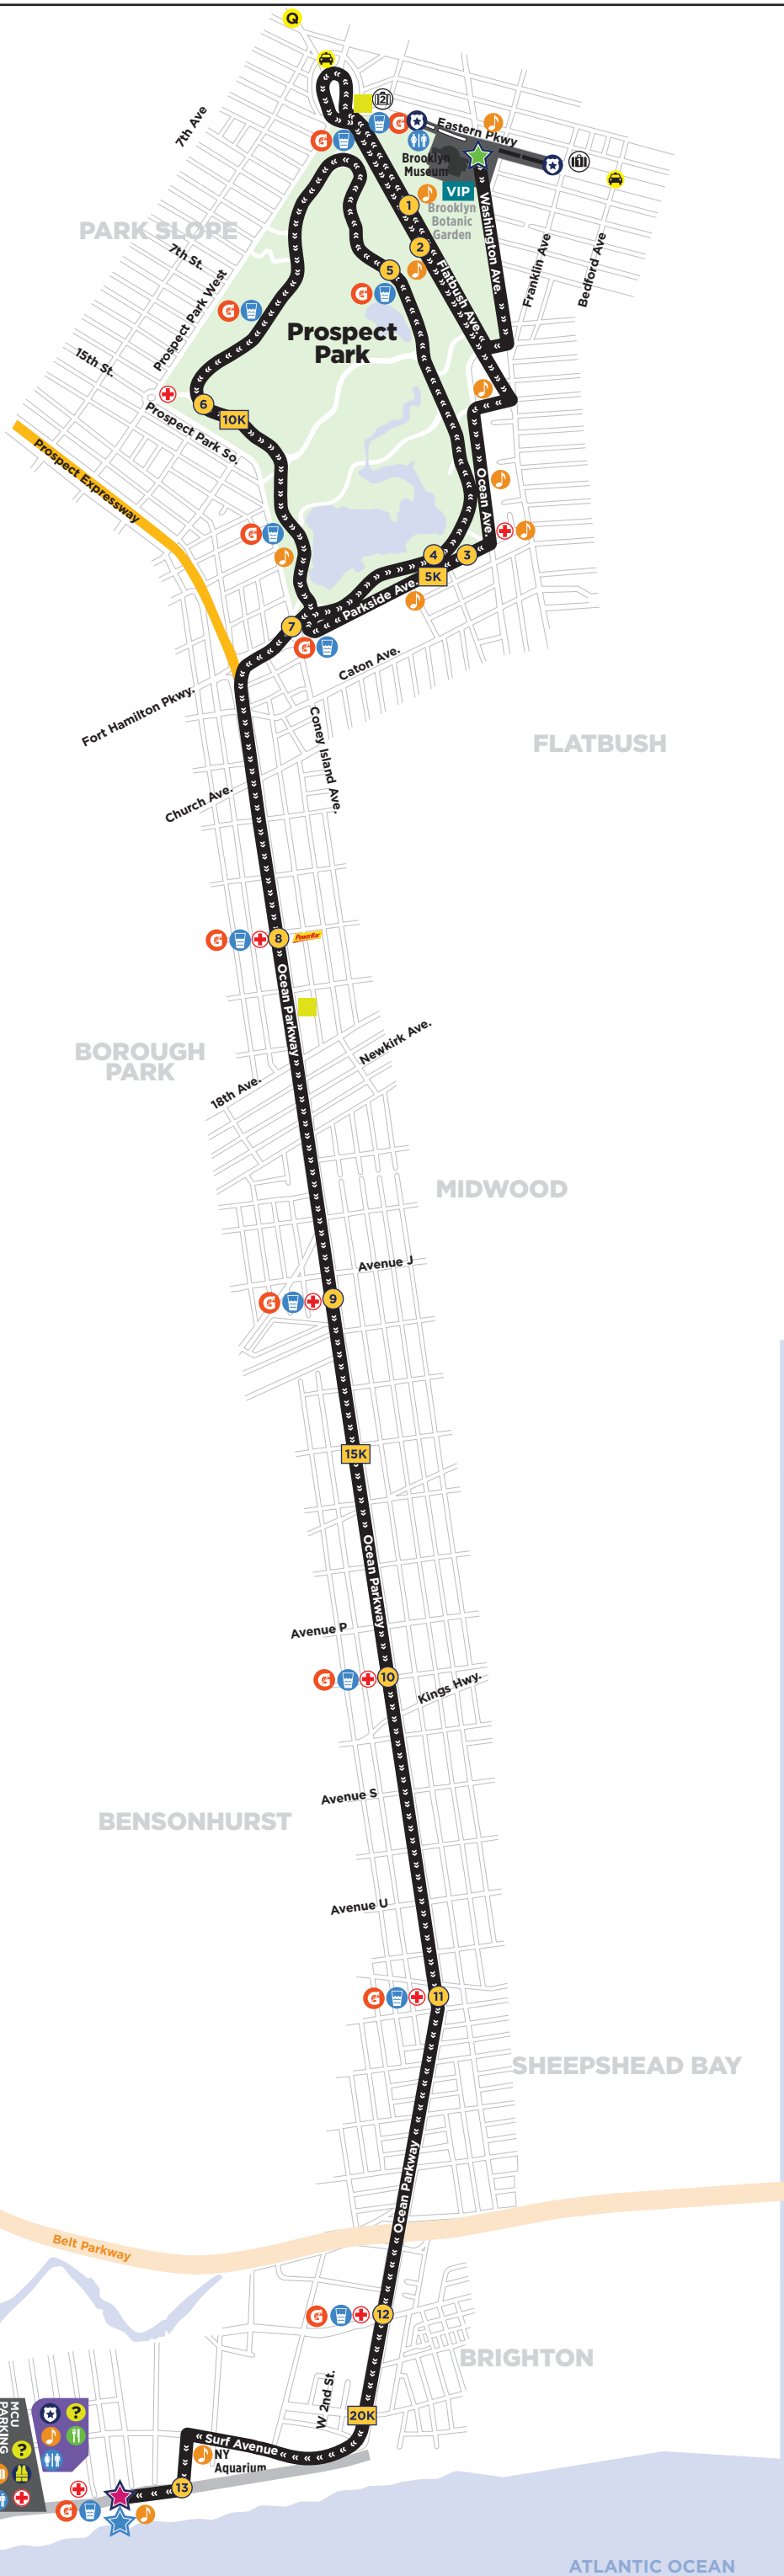 Q
2
G
G
Eastern Pkwy
7th Ave
Brooklyn
Museum
VIP
1
Brooklyn
Botanic
Garden
PARK SLOPE
Washington Ave.
2
7th St.
Flatbush Ave.
Franklin Ave
Bedford Ave
5
G
G
Prospect Park West
Prospect
Park
15th St.
6
10K
Prospect Park So.
Prospect Expressway
Ocean Ave.
G
4
3
5K
Parkside Ave.
7
G
Caton Ave.
Fort Hamilton Pkwy.
Coney Island Ave.
FLATBUSH
Church Ave.
G
8
PowerBar
Ocean Parkway
BOROUGH
PARK
Newkirk Ave.
18th Ave.
MIDWOOD
Avenue J
G
9
15K
Ocean Parkway
Avenue P
G
10
Kings Hwy.
Avenue S
BENSONHURST
Avenue U
G
11
SHEEPSHEAD BAY
Ocean Parkway
Belt Parkway
G
12
BRIGHTON
W 2nd St.
20K
MCU
PARKING
?
?
Surf Avenue
NY
Aquarium
13
G
ATLANTIC OCEAN